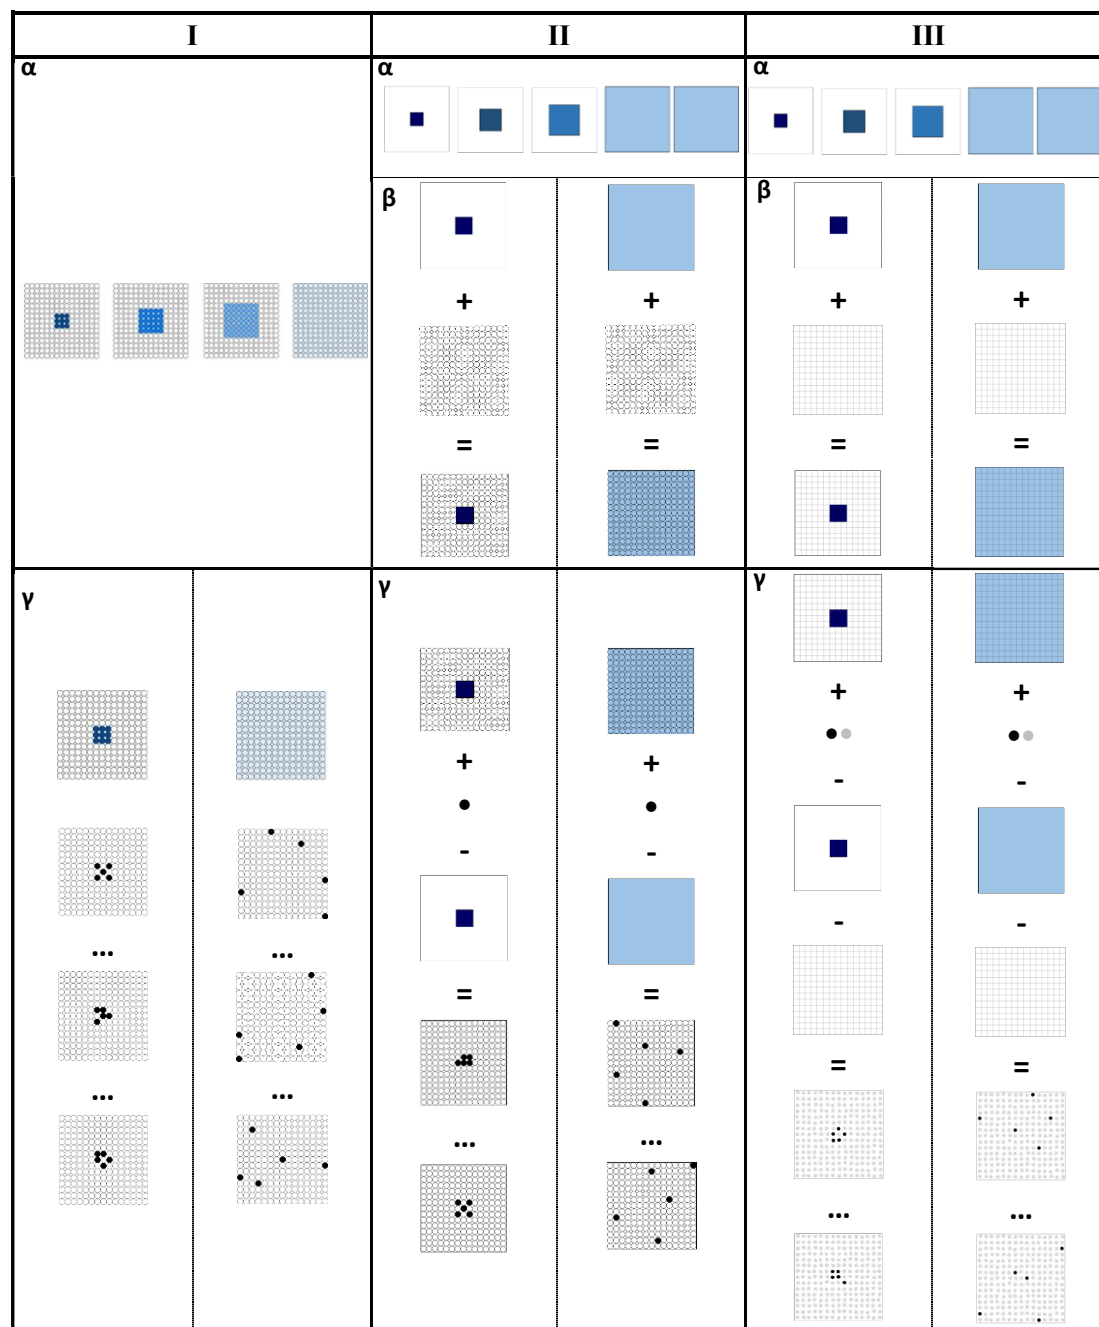 I II III
α α α
β β
+ + + +
= = = =
γ γ γ
+ +
+ +
- -
- -
- -
... ...
= =
= =
... ...
... ...
... ...